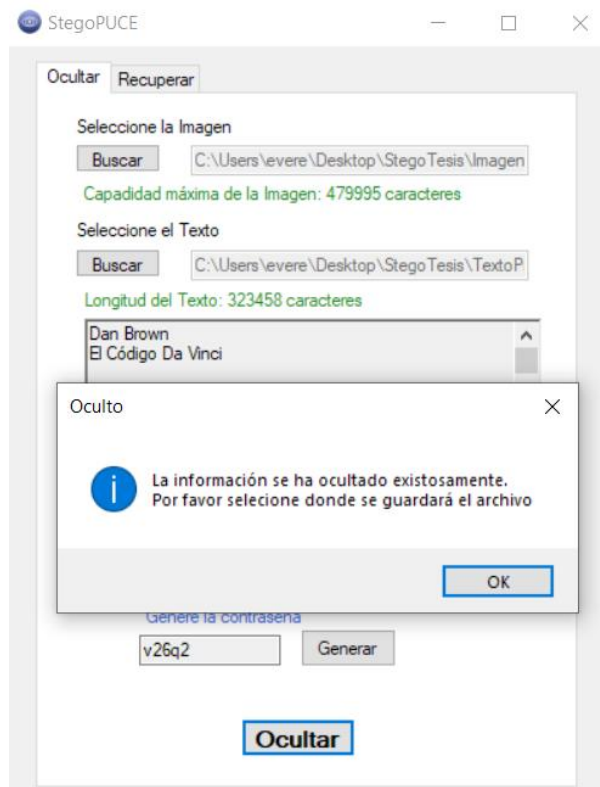 StegoPUCE
Ocultar Recuperar
Seleccione la Imagen
Buscar C:\Users\evere\Desktop\StegoTesis\Imagen
Capadidad máxima de la Imagen: 479995 caracteres
Seleccione el Texto
Buscar C:\Users\evere\Desktop\StegoTesis\TextoP
Longitud del Texto: 323458 caracteres
Dan Brown
El Código Da Vinci
Oculto
La información se ha ocultado existosamente.
Por favor selecione donde se guardará el archivo
OK
Genere la contraseña
v26q2 Generar
Ocultar